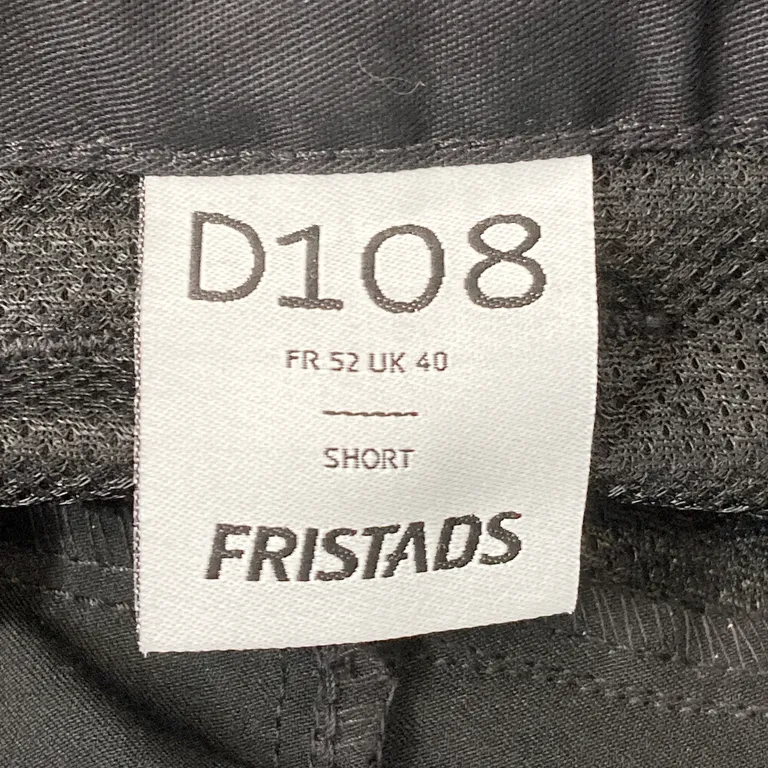 D108
FR 52 UK 40
SHORT
FRISTADS